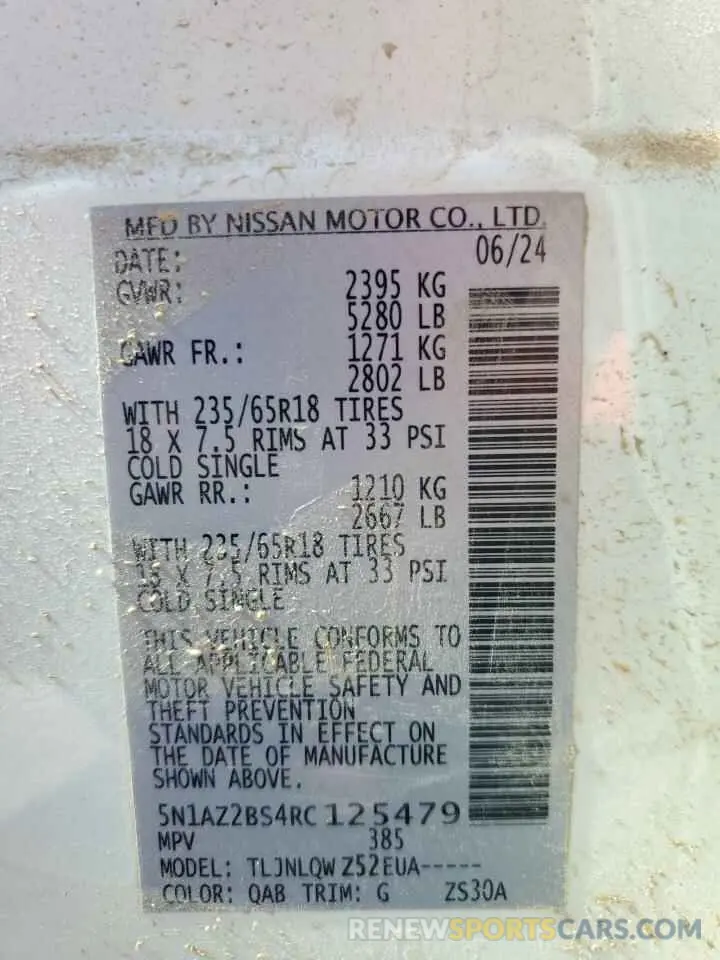 MFD BY NISSAN MOTOR CO., LTD.
DATE: 06/24
GVWR: 2395 KG
5280 LB
GAWR FR.: 1271 KG
2802 LB
WITH 235/65R18 TIRES
18 X 7.5 RIMS AT 33 PSI
COLD SINGLE
GAWR RR.: 1210 KG
2667 LB
WITH 235/65R18 TIRES
18 X 7.5 RIMS AT 33 PSI
COLD SINGLE
THIS VEHICLE CONFORMS TO
ALL APPLICABLE FEDERAL
MOTOR VEHICLE SAFETY AND
THEFT PREVENTION
STANDARDS IN EFFECT ON
THE DATE OF MANUFACTURE
SHOWN ABOVE.
5N1AZ2BS4RC125479
MPV 385
MODEL: TLJNLQW Z52EUA-----
COLOR: QAB TRIM: G ZS30A
RENEWSPORTSCARS.COM